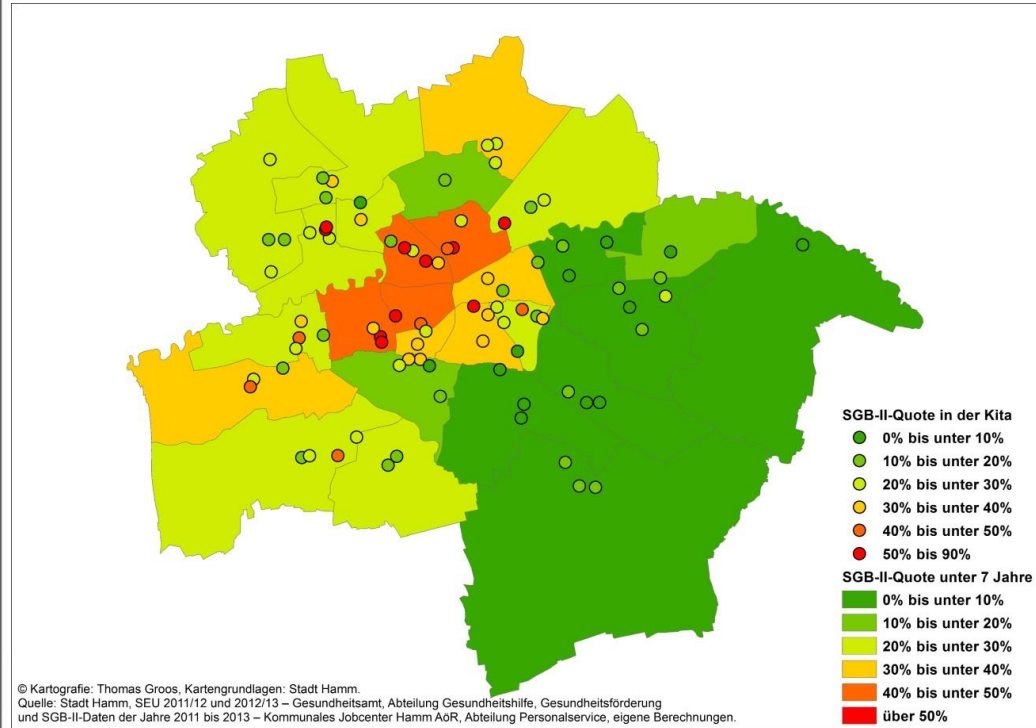 SGB-II-Quote in der Kita
0% bis unter 10%
10% bis unter 20%
20% bis unter 30%
30% bis unter 40%
40% bis unter 50%
50% bis 90%
SGB-II-Quote unter 7 Jahre
0% bis unter 10%
10% bis unter 20%
20% bis unter 30%
30% bis unter 40%
40% bis unter 50%
über 50%
© Kartografie: Thomas Groos, Kartengrundlagen: Stadt Hamm.
Quelle: Stadt Hamm, SEU 2011/12 und 2012/13 – Gesundheitsamt, Abteilung Gesundheitshilfe, Gesundheitsförderung
und SGB-II-Daten der Jahre 2011 bis 2013 – Kommunales Jobcenter Hamm AöR, Abteilung Personalservice, eigene Berechnungen.